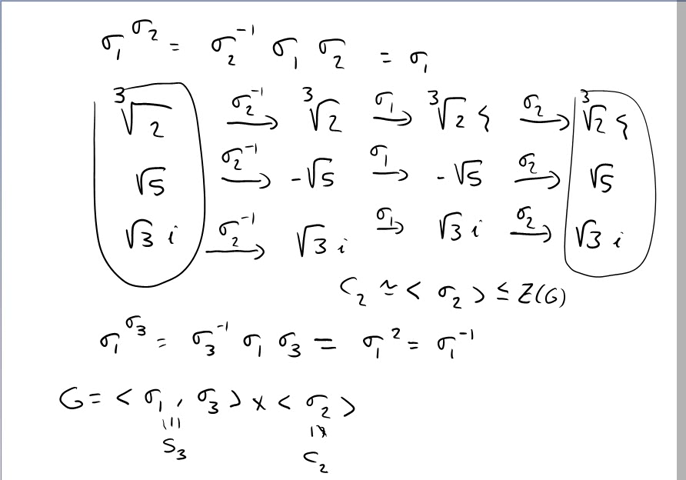 σ₁^σ₂ = σ₂⁻¹ σ₁ σ₂ = σ₁
∛2 σ₂⁻¹→ ∛2 σ₁→ ∛2 ζ σ₂→ ∛2 ζ
√5 σ₂⁻¹→ -√5 σ₁→ -√5 σ₂→ √5
√3 i σ₂⁻¹→ √3 i σ₁→ √3 i σ₂→ √3 i
C₂ ≃ < σ₂ > ≤ Z(G)
σ₁^σ₃ = σ₃⁻¹ σ₁ σ₃ = σ₁² = σ₁⁻¹
G = < σ₁, σ₃ > × < σ₂ >
S₃ C₂